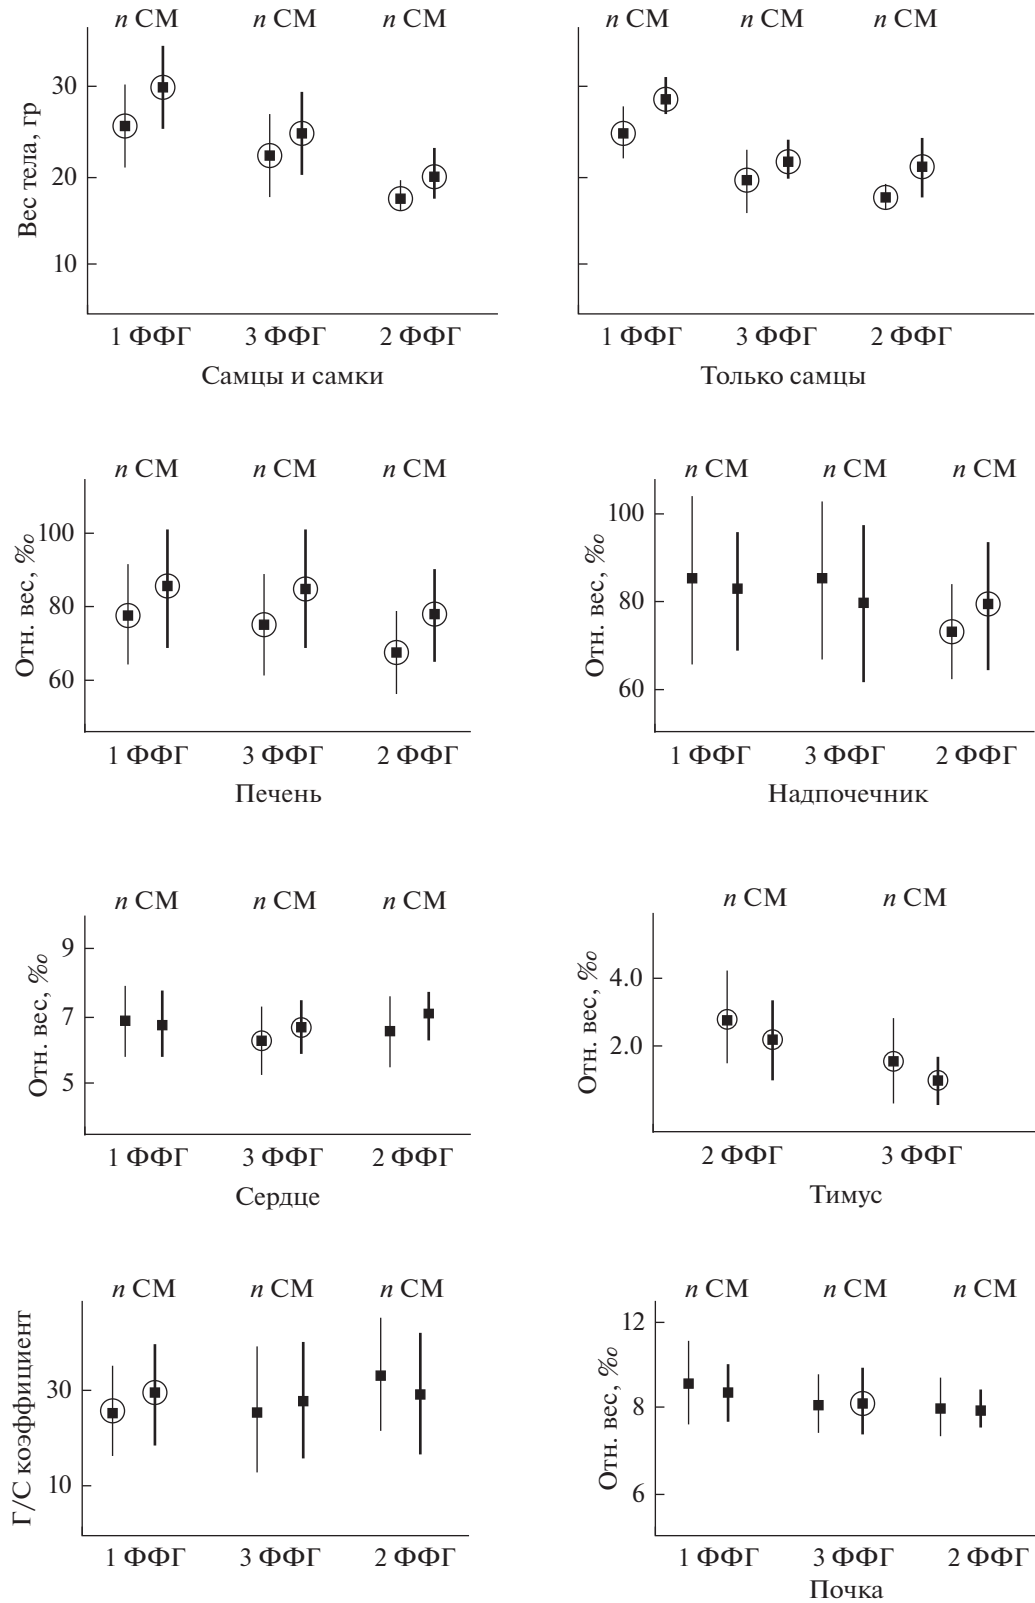 n СМ n СМ n СМ
Вес тела, гр
30
20
10
1 ФФГ 3 ФФГ 2 ФФГ
Самцы и самки
n СМ n СМ n СМ
1 ФФГ 3 ФФГ 2 ФФГ
Только самцы
n СМ n СМ n СМ
Отн. вес, ‰
100
80
60
1 ФФГ 3 ФФГ 2 ФФГ
Печень
n СМ n СМ n СМ
Отн. вес, ‰
100
80
60
1 ФФГ 3 ФФГ 2 ФФГ
Надпочечник
n СМ n СМ n СМ
Отн. вес, ‰
9
7
5
1 ФФГ 3 ФФГ 2 ФФГ
Сердце
n СМ n СМ
Отн. вес, ‰
4.0
2.0
2 ФФГ 3 ФФГ
Тимус
n СМ n СМ n СМ
Г/С коэффициент
30
10
1 ФФГ 3 ФФГ 2 ФФГ
n СМ n СМ n СМ
Отн. вес, ‰
12
8
6
1 ФФГ 3 ФФГ 2 ФФГ
Почка